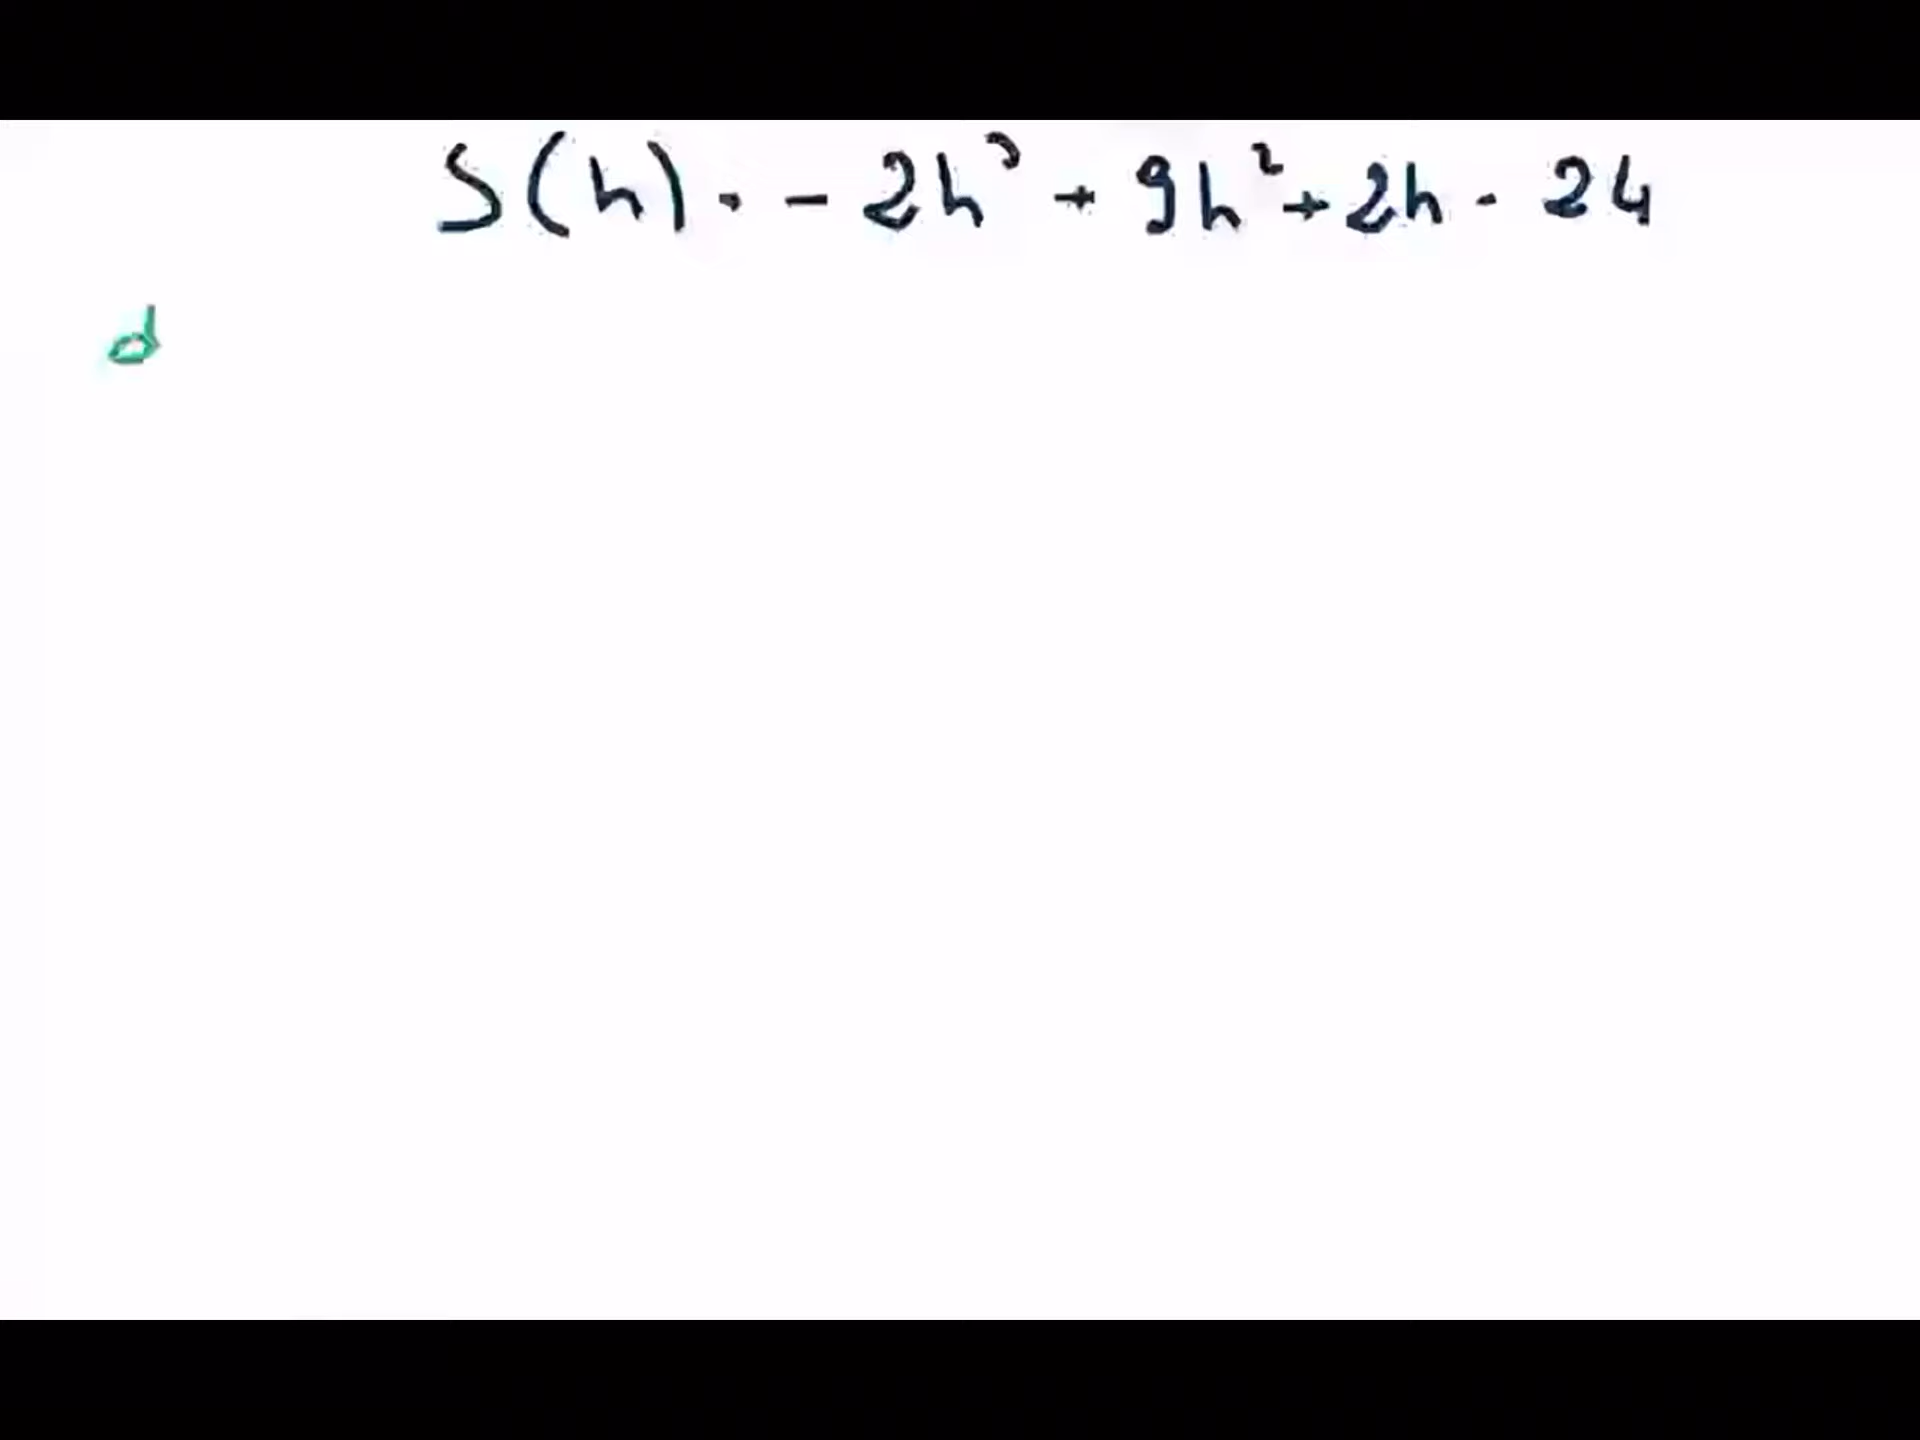 S(h) = - 2h³ + 9h² + 2h - 24
d